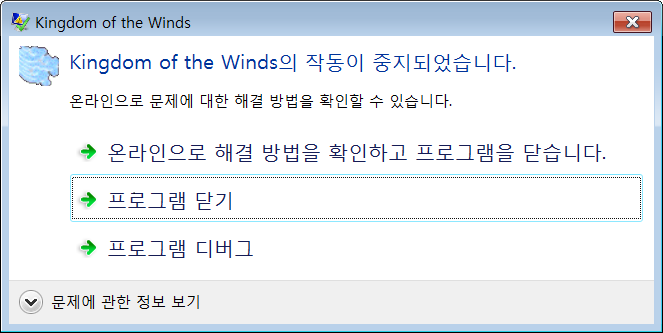 Kingdom of the Winds
Kingdom of the Winds의 작동이 중지되었습니다.
온라인으로 문제에 대한 해결 방법을 확인할 수 있습니다.
온라인으로 해결 방법을 확인하고 프로그램을 닫습니다.
프로그램 닫기
프로그램 디버그
문제에 관한 정보 보기